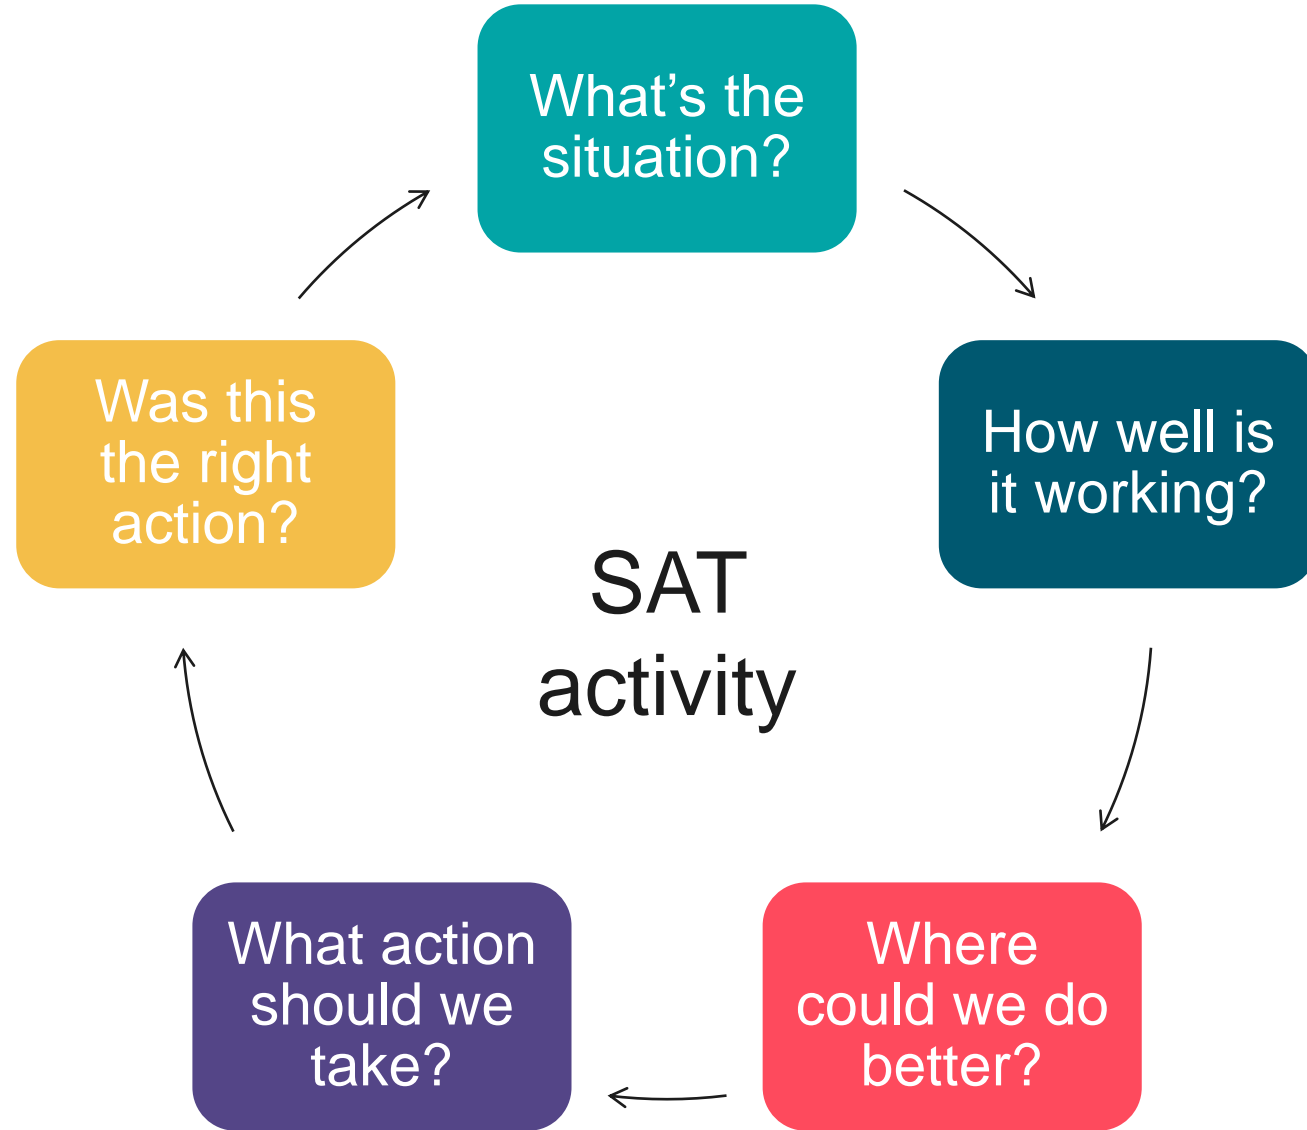 What’s the
situation?
How well is
it working?
Where
could we do
better?
What action
should we
take?
Was this
the right
action?
SAT
activity